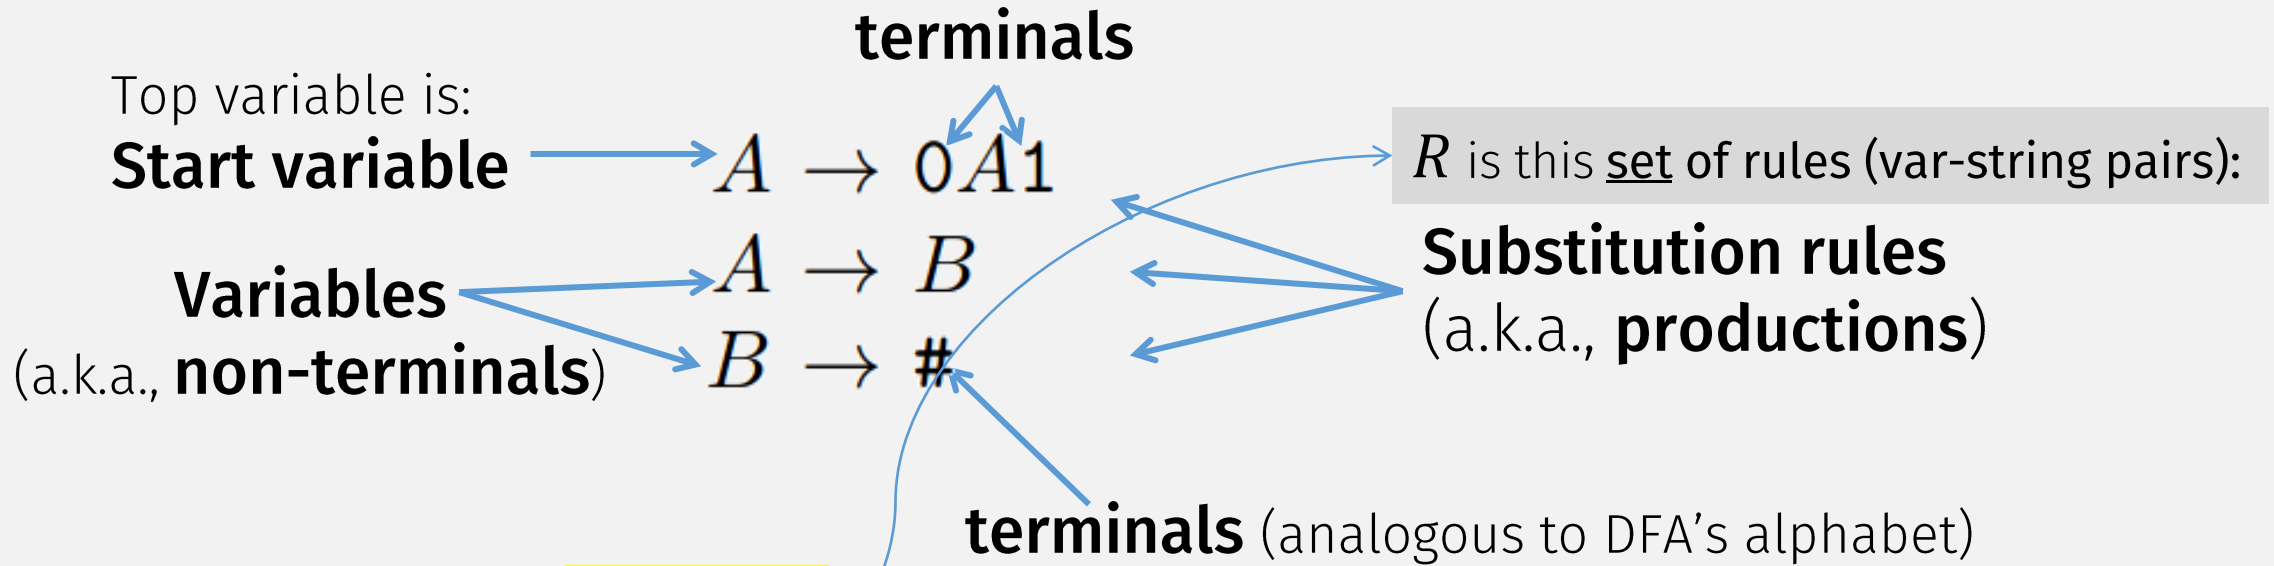 terminals
Top variable is:
Start variable
A → 0A1
R is this set of rules (var-string pairs):
Variables
(a.k.a., non-terminals)
A → B
B → #
Substitution rules
(a.k.a., productions)
terminals (analogous to DFA’s alphabet)